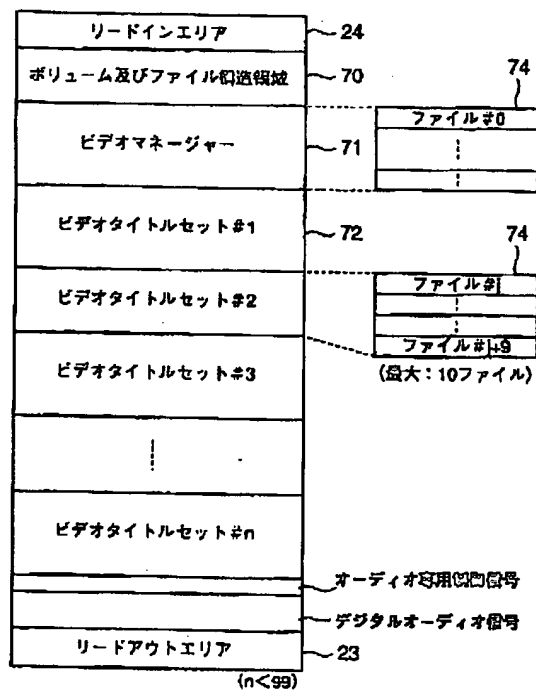 リードインエリア
24
ボリューム及びファイル構造領域
70
74
ビデオマネージャー
71
ファイル#0
ビデオタイトルセット#1
72
74
ビデオタイトルセット#2
ファイル#j
ファイル#j+9
(最大:10ファイル)
ビデオタイトルセット#3
ビデオタイトルセット#n
オーディオ専用
デジタルオーディオ信号
リードアウトエリア
23
(n<99)